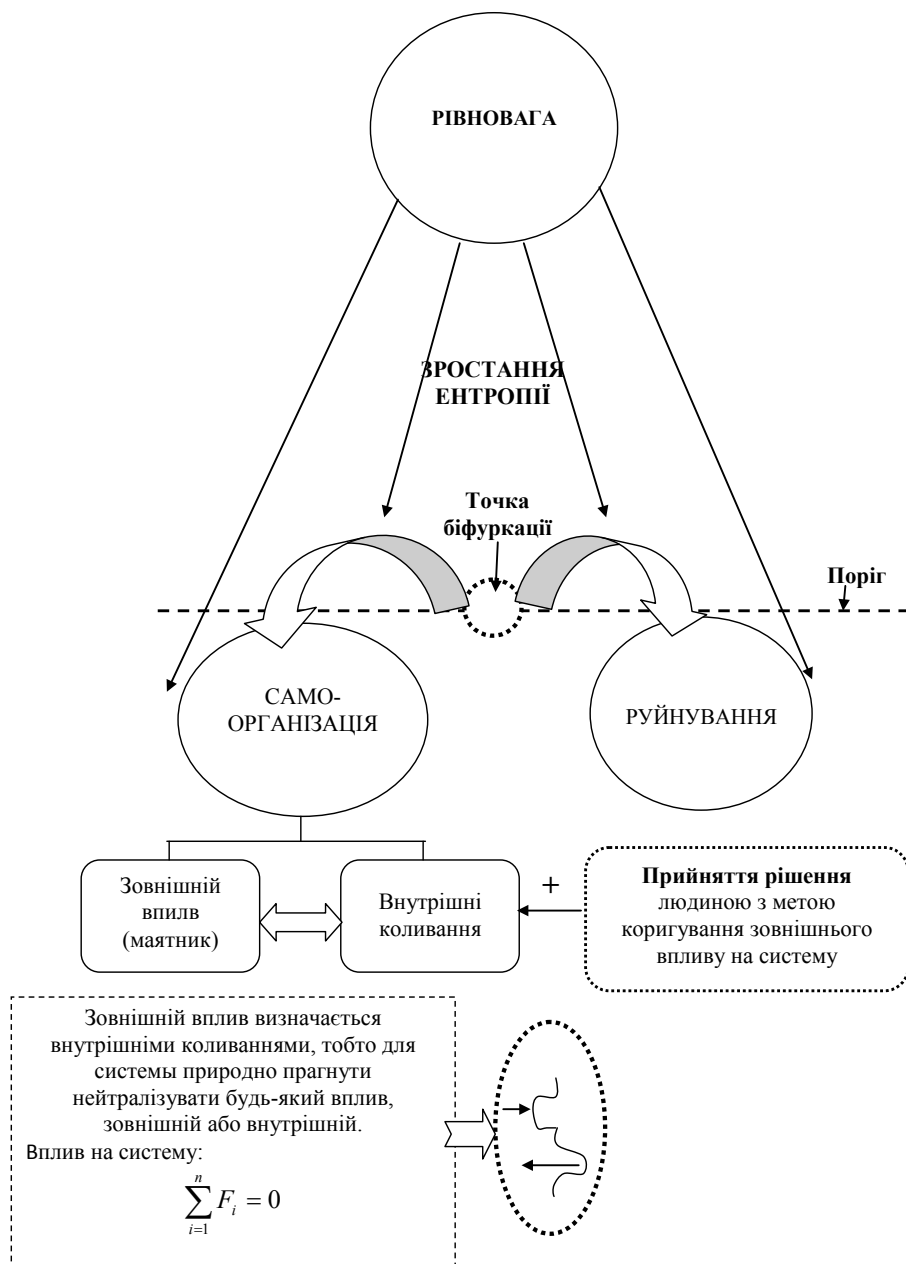 РІВНОВАГА
ЗРОСТАННЯ
ЕНТРОПІЇ
Точка
біфуркації
Поріг
САМО-
ОРГАНІЗАЦІЯ
РУЙНУВАННЯ
Зовнішній
впилв
(маятник)
Внутрішні
коливання
+
Прийняття рішення
людиною з метою
коригування зовнішнього
впливу на систему
Зовнішній вплив визначається
внутрішніми коливаннями, тобто для
системы природно прагнути
нейтралізувати будь-який вплив,
зовнішній або внутрішній.
Вплив на систему:
n
∑ F_i = 0
i=1